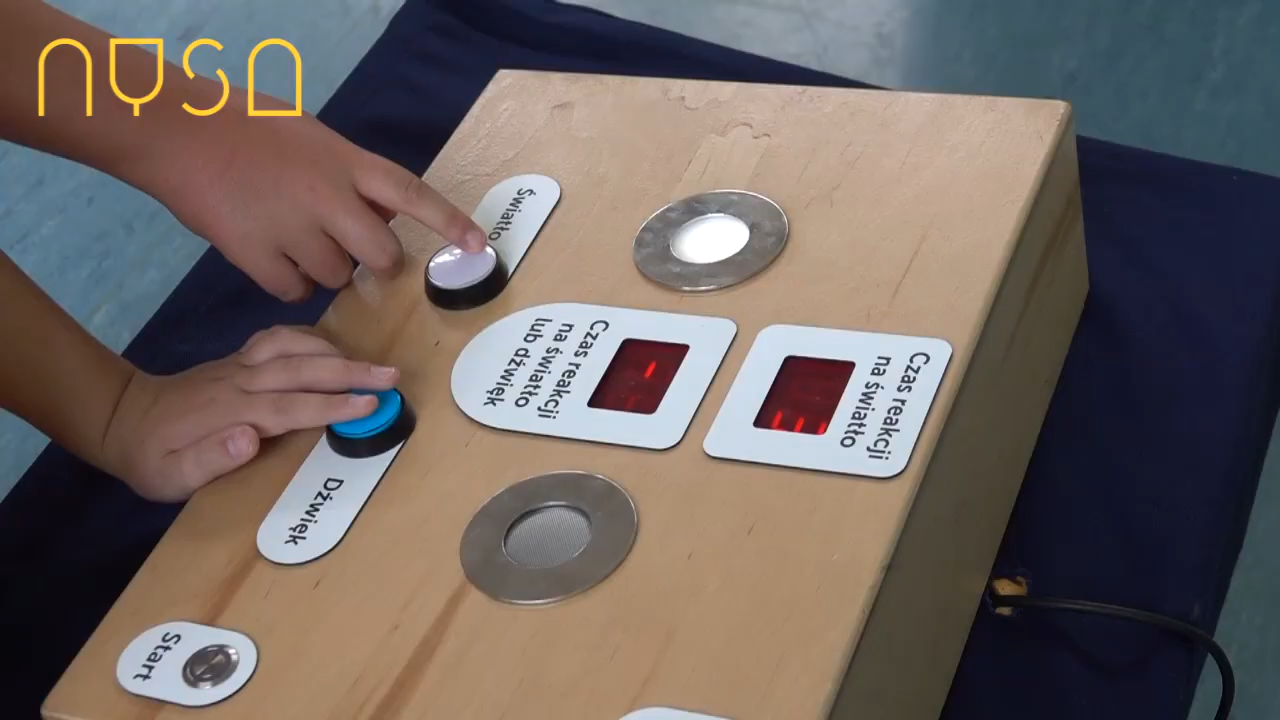 NYSA
Światło
Czas reakcji
na światło
lub dźwięk
Czas reakcji
na światło
Dźwięk
Start